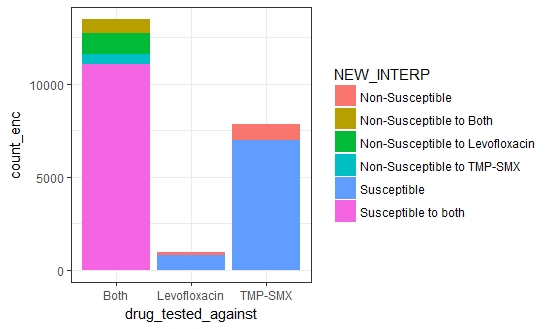 count_enc
10000
5000
0
Both
Levofloxacin
TMP-SMX
drug_tested_against
NEW_INTERP
Non-Susceptible
Non-Susceptible to Both
Non-Susceptible to Levofloxacin
Non-Susceptible to TMP-SMX
Susceptible
Susceptible to both